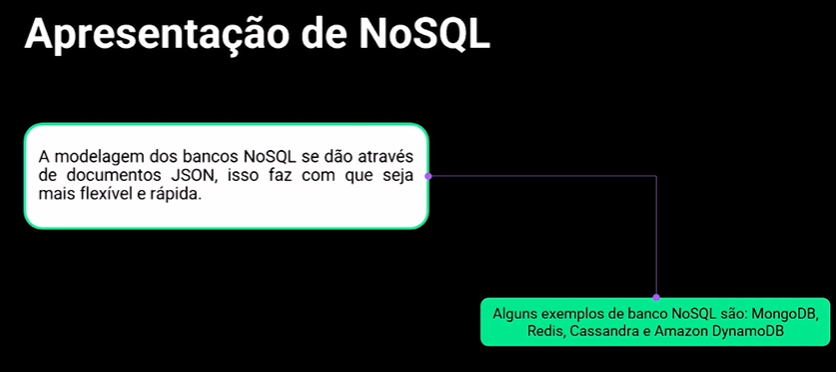 Apresentação de NoSQL
A modelagem dos bancos NoSQL se dão através
de documentos JSON, isso faz com que seja
mais flexível e rápida.
Alguns exemplos de banco NoSQL são: MongoDB,
Redis, Cassandra e Amazon DynamoDB